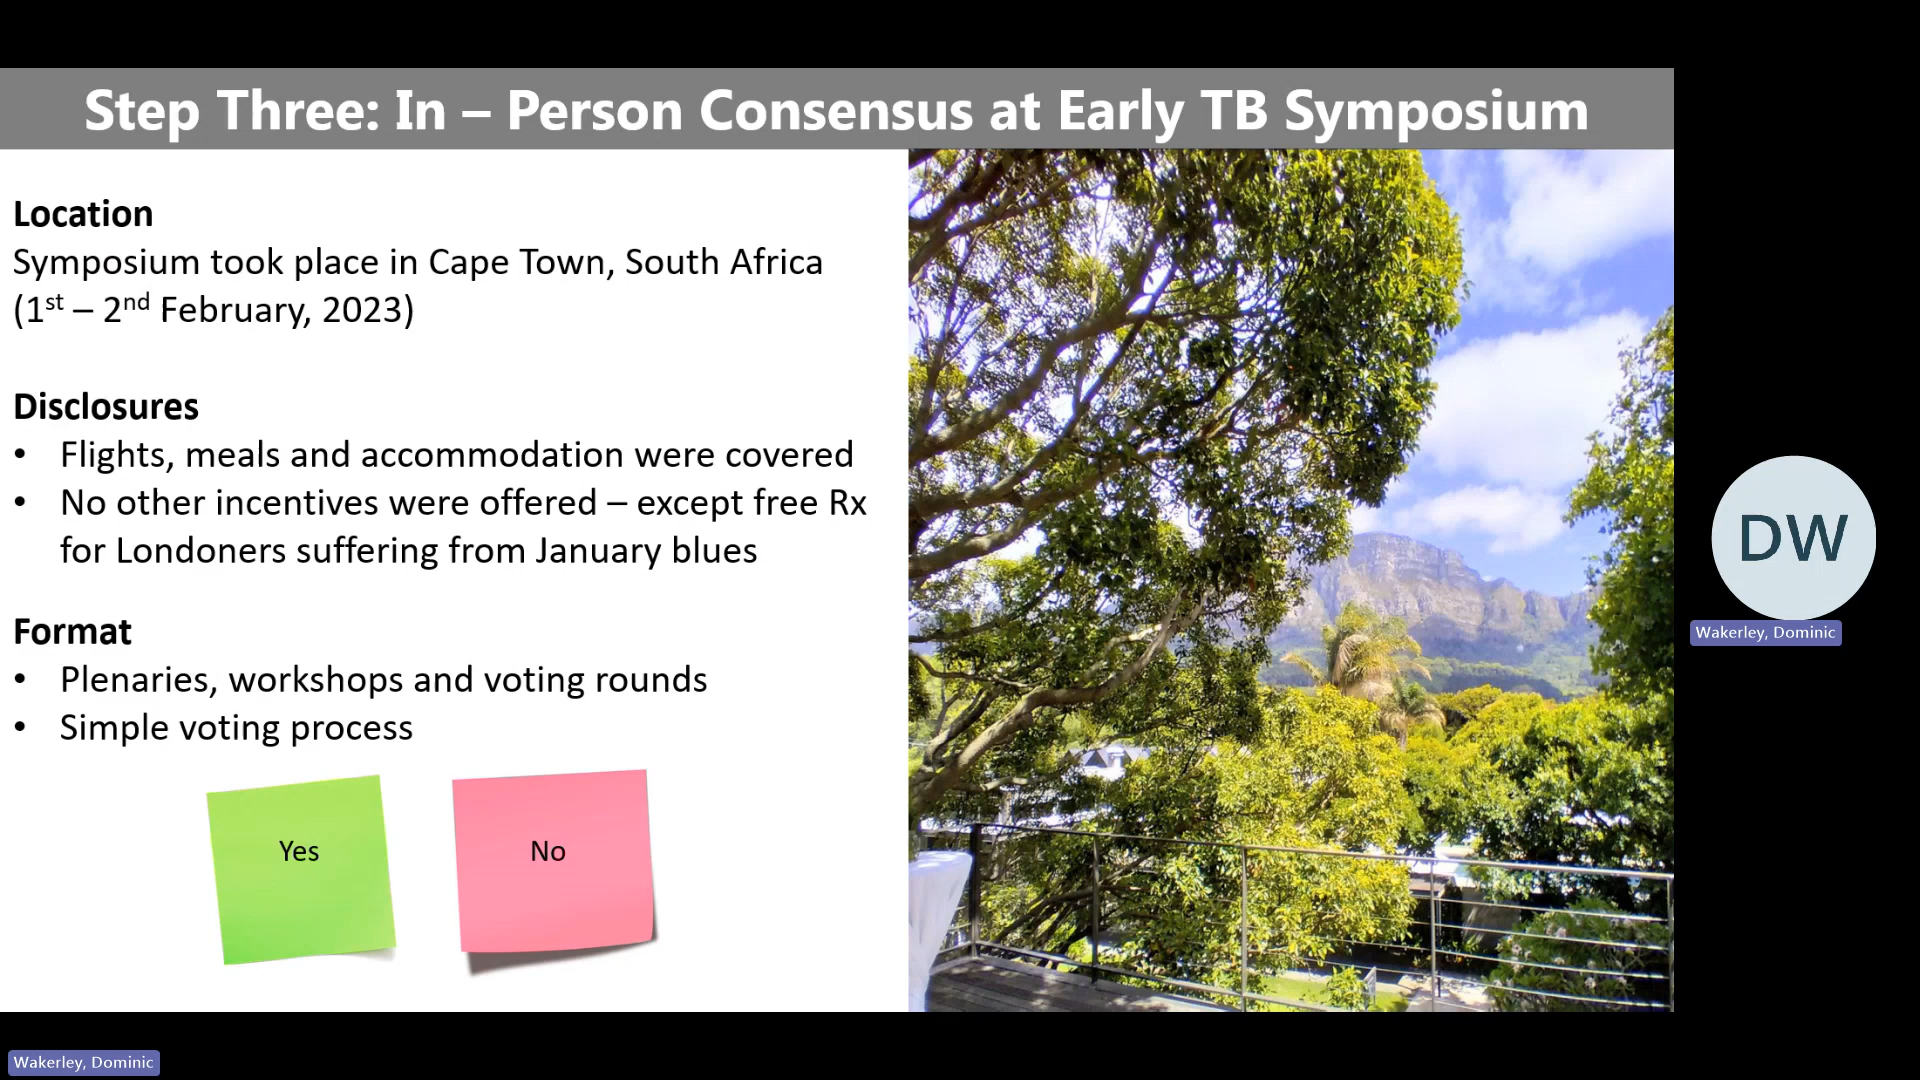 Step Three: In – Person Consensus at Early TB Symposium
Location
Symposium took place in Cape Town, South Africa
(1st – 2nd February, 2023)
Disclosures
• Flights, meals and accommodation were covered
• No other incentives were offered – except free Rx
for Londoners suffering from January blues
Format
• Plenaries, workshops and voting rounds
• Simple voting process
Yes
No
DW
Wakerley, Dominic
Wakerley, Dominic